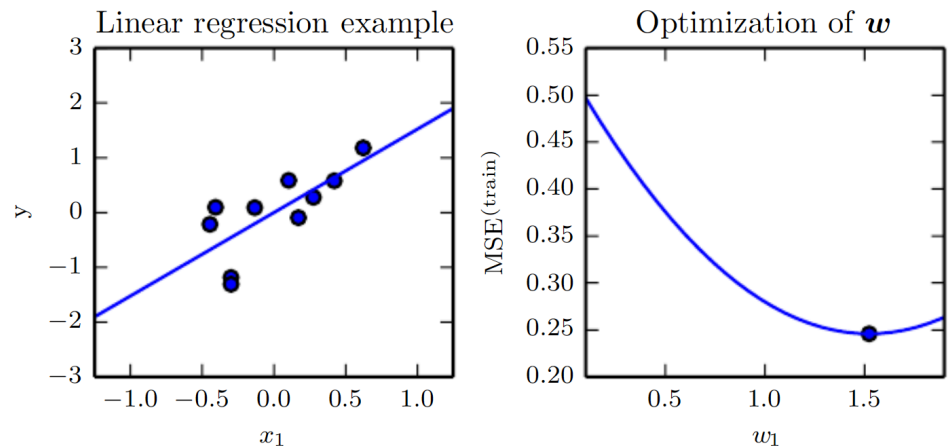 Linear regression example
3
2
1
0
−1
−2
−3
y
−1.0 −0.5 0.0 0.5 1.0
x₁
Optimization of w
0.55
0.50
0.45
0.40
0.35
0.30
0.25
0.20
MSE⁽ᵗʳᵃⁱⁿ⁾
0.5 1.0 1.5
w₁